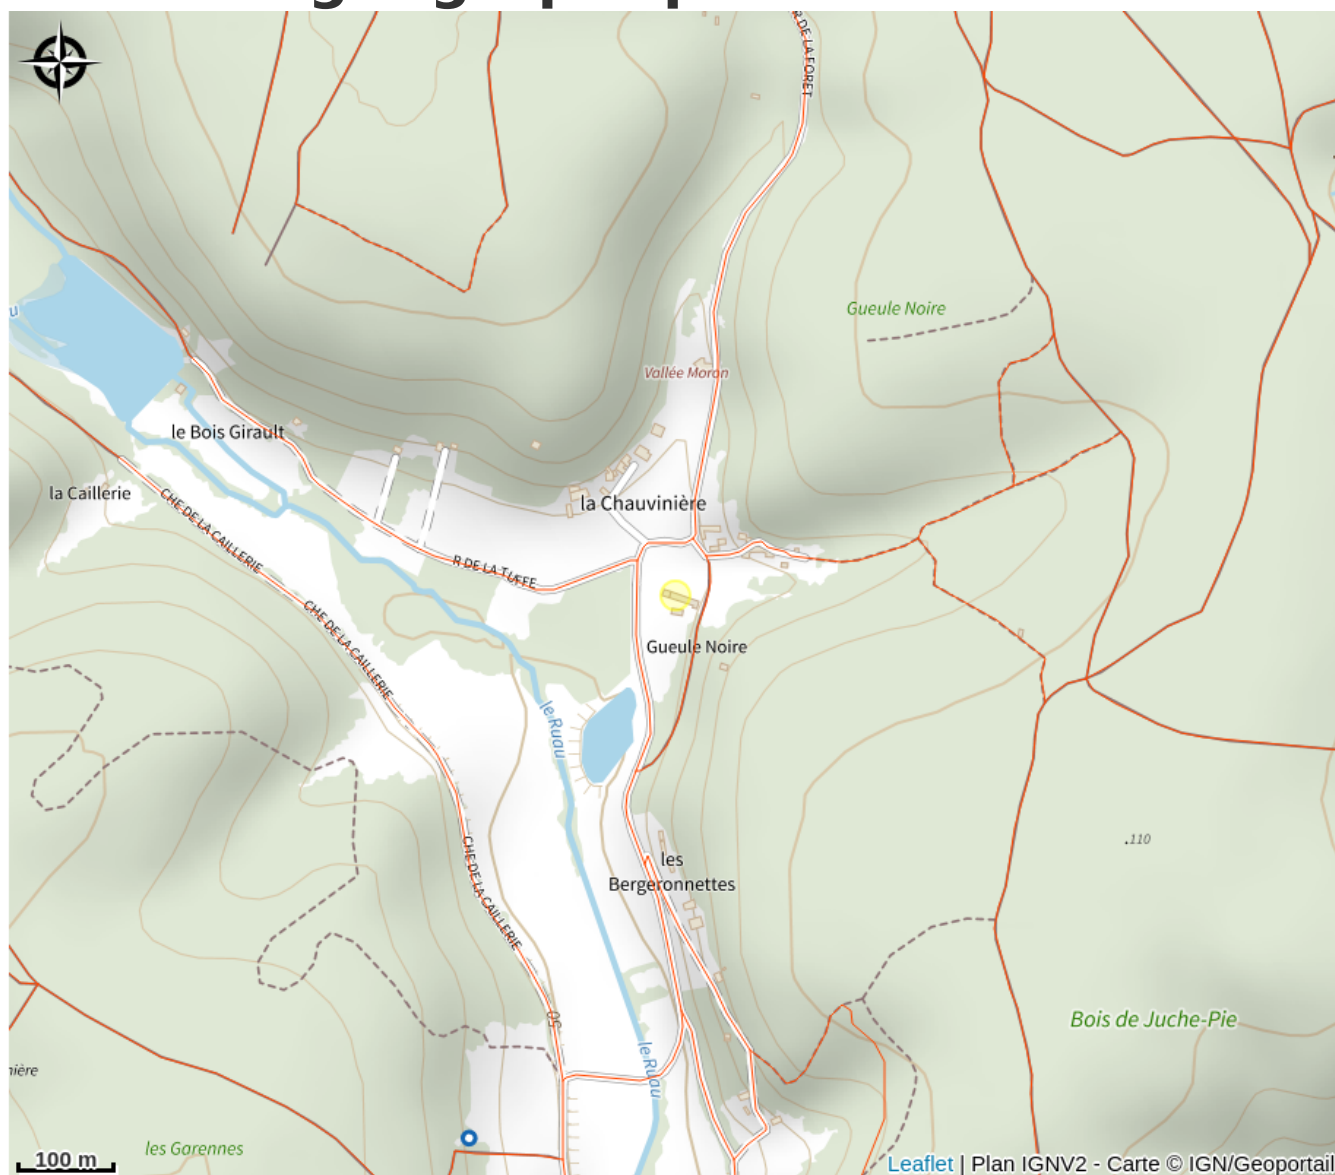 R DE LA FORET
Gueule Noire
Vallée Moron
le Bois Girault
la Caillerie
la Chauvinière
CHE DE LA CAILLERIE
R DE LA TUFFE
CHE DE LA CAILLERIE
Gueule Noire
le Ruau
.110
CHE DE LA CAILLERIE
les
Bergeronnettes
50
Bois de Juche-Pie
le Ruau
nière
les Garennes
100 m
Leaflet | Plan IGNV2 - Carte © IGN/Geoportail